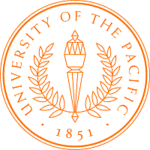 UNIVERSITY OF THE PACIFIC
· 1851 ·